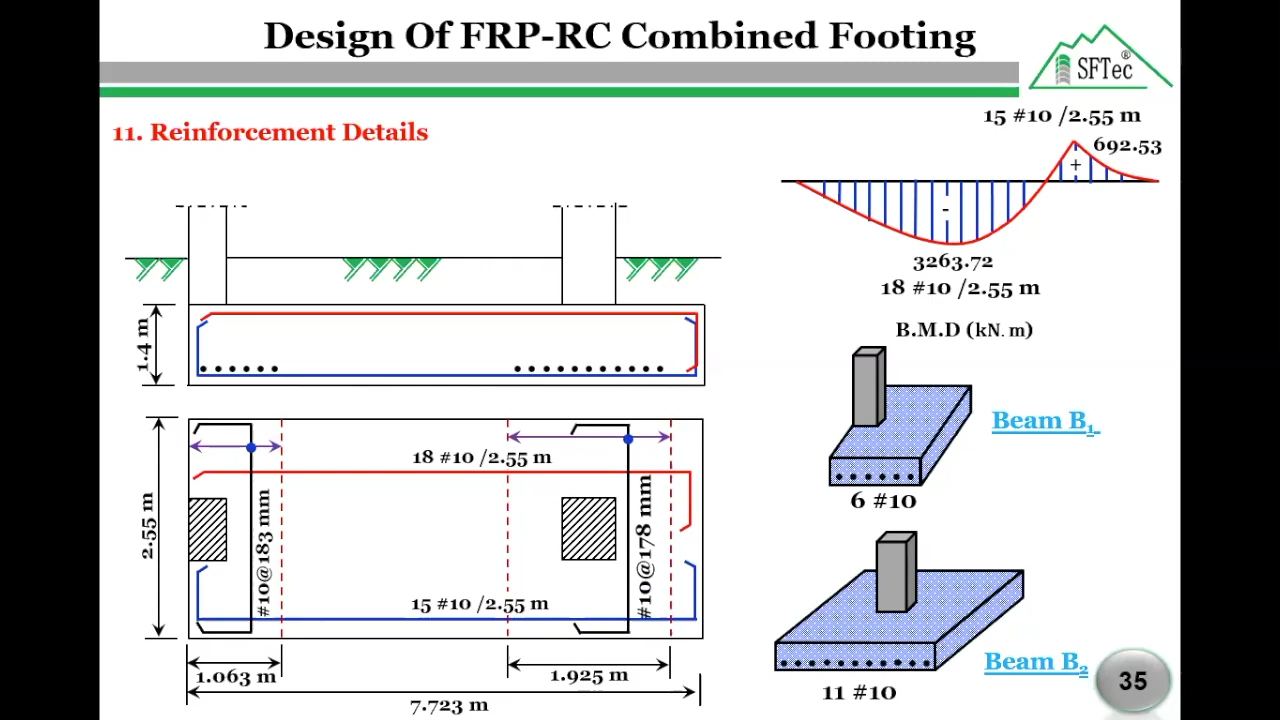 Design Of FRP-RC Combined Footing
SFTec®
11. Reinforcement Details
15 #10 /2.55 m
692.53
+
-
3263.72
18 #10 /2.55 m
B.M.D (kN. m)
1.4 m
2.55 m
18 #10 /2.55 m
#10@183 mm
#10@178 mm
15 #10 /2.55 m
1.063 m
1.925 m
7.723 m
Beam B1
6 #10
Beam B2
11 #10
35